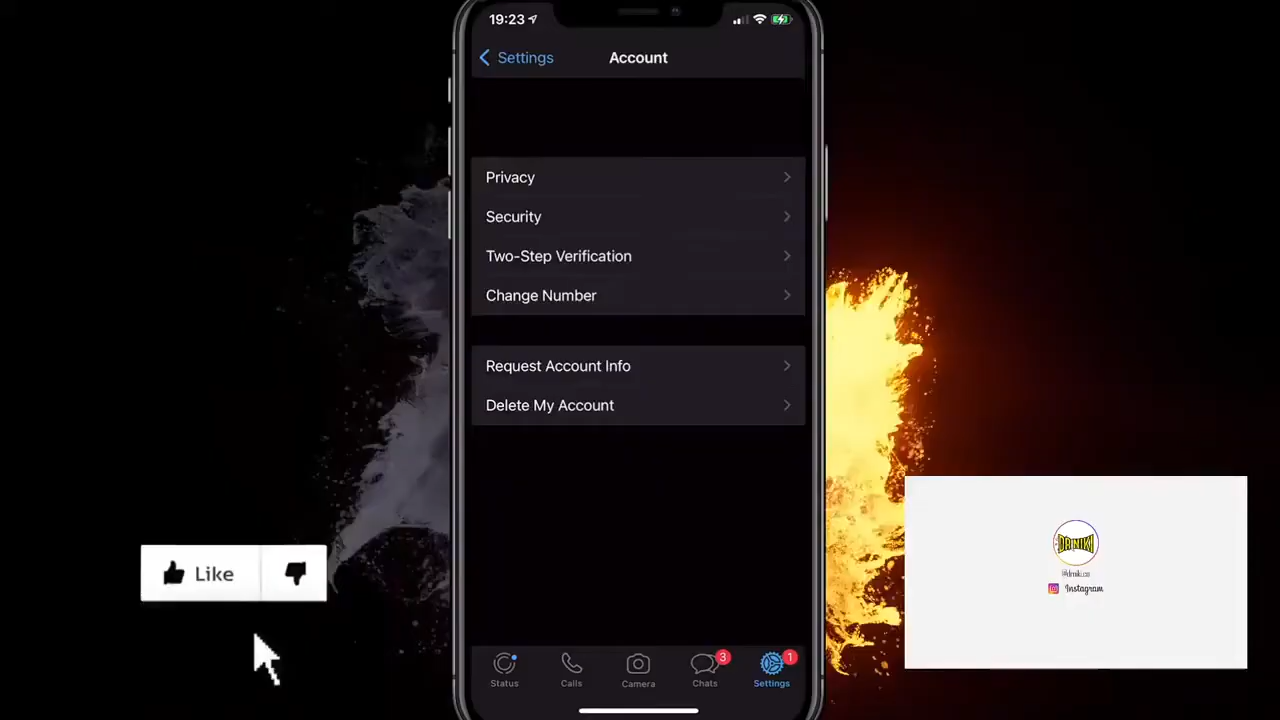 19:23
Settings
Account
Privacy
Security
Two-Step Verification
Change Number
Request Account Info
Delete My Account
Like
Instagram
Status
Calls
Camera
Chats
3
Settings
1